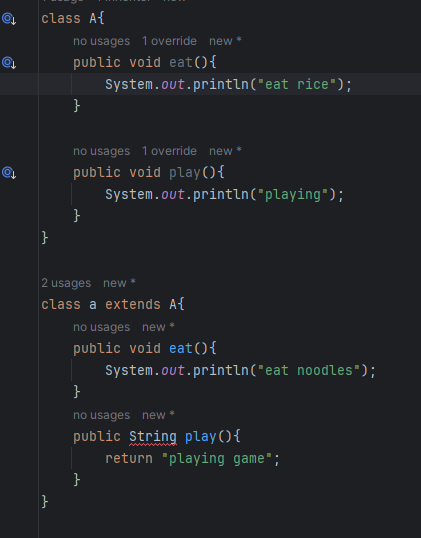 class A{
no usages 1 override new *
public void eat(){
System.out.println("eat rice");
}
no usages 1 override new *
public void play(){
System.out.println("playing");
}
}
2 usages new *
class a extends A{
no usages new *
public void eat(){
System.out.println("eat noodles");
}
no usages new *
public String play(){
return "playing game";
}
}